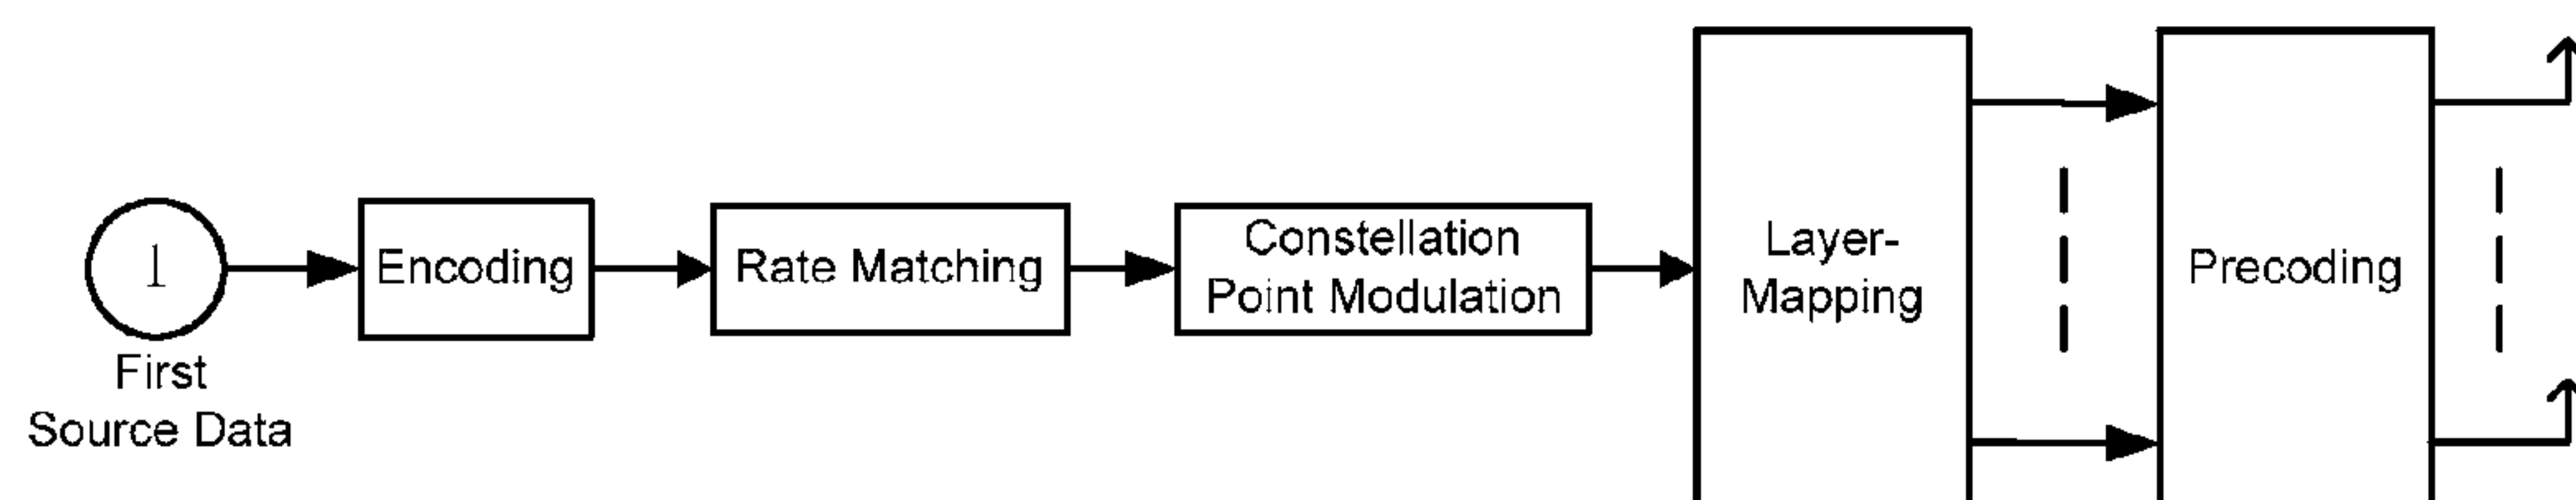 1
First
Source Data
Encoding
Rate Matching
Constellation
Point Modulation
Layer-
Mapping
Precoding